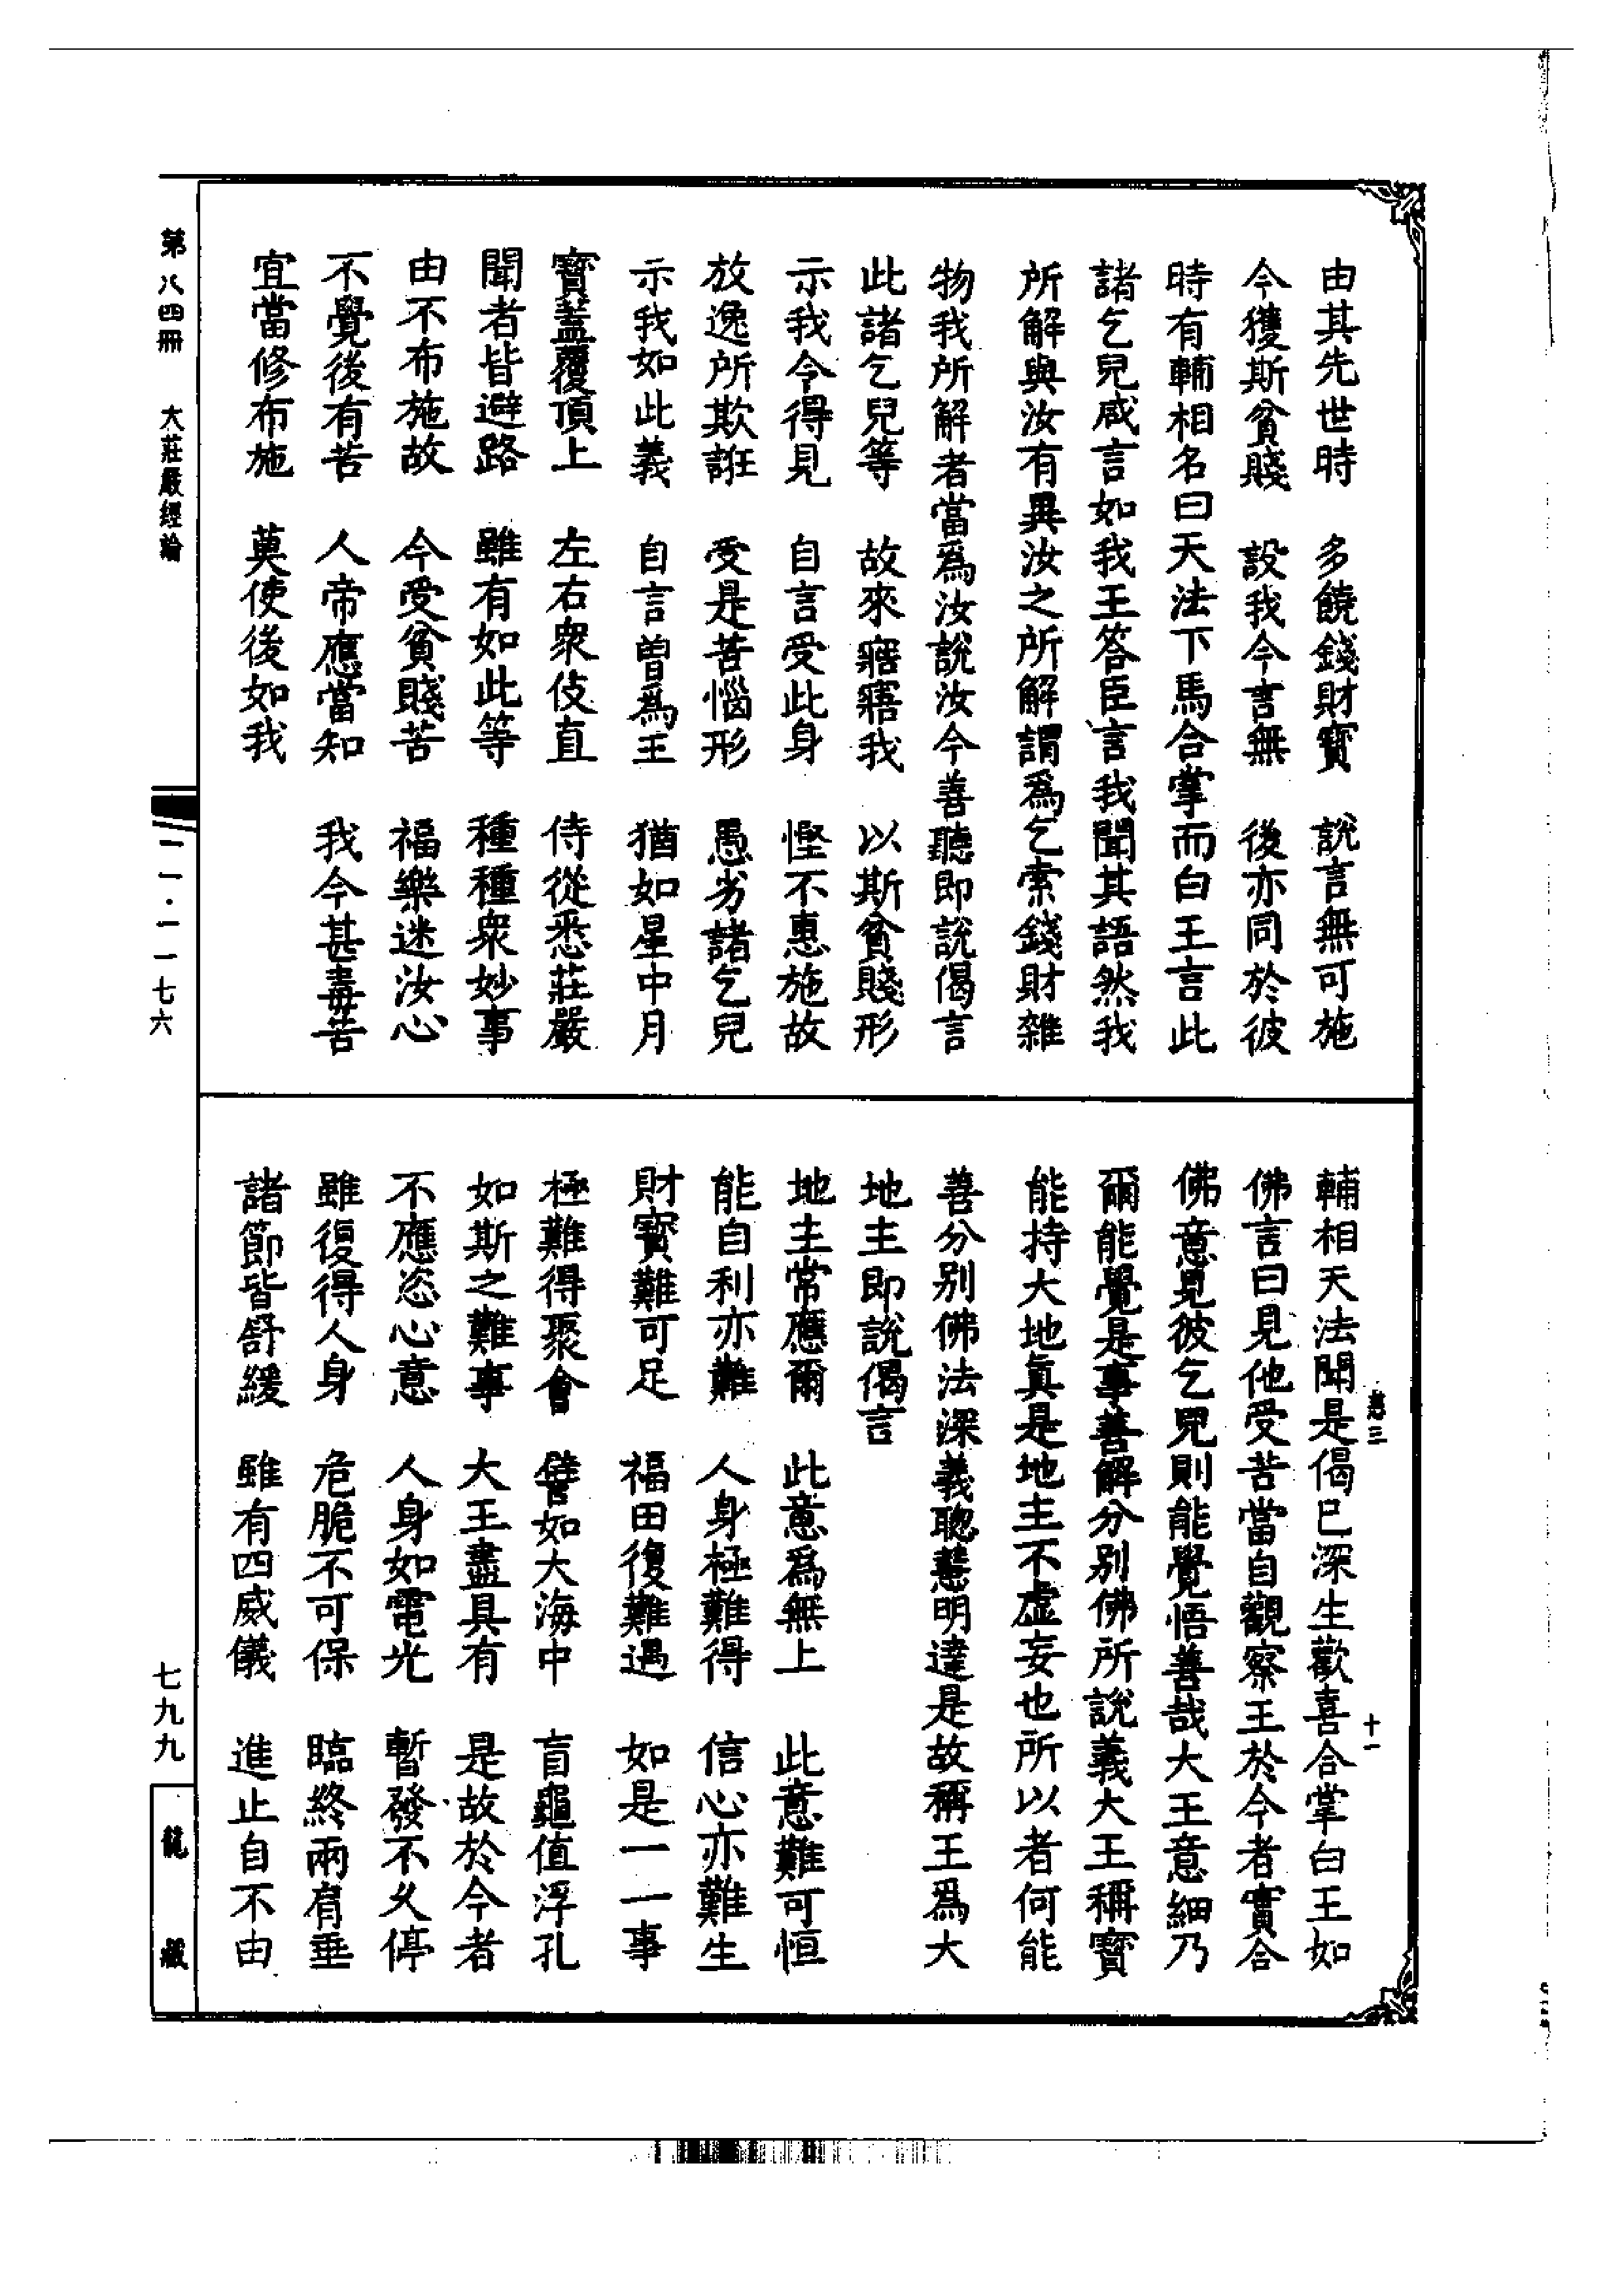 由其先世時　多饒錢財寶　說言無可施
今獲斯貧賤　設我今言無　後亦同於彼
時有輔相名曰天法下馬合掌而白王言此
諸乞兒咸言如我王答臣言我聞其語然我
所解與汝有異汝之所解謂爲乞索錢財雜
物我所解者當爲汝說汝今善聽即說偈言
此諸乞兒等　故來寤寤我　以斯貧賤形
示我令得見　自言受此身　慳不惠施故
放逸所欺誑　受是苦惱形　愚劣諸乞兒
示我如此義　自言曾爲王　猶如星中月
寶蓋覆頂上　左右衆伎直　侍從悉莊嚴
聞者皆避路　雖有如此等　種種衆妙事
由不布施故　今受貧賤苦　福樂迷汝心
不覺後有苦　人帝應當知　我今甚毒苦
宜當修布施　莫使後如我
輔相天法聞是偈已深生歡喜合掌白王如
佛言曰見他受苦當自觀察王於今者實合
佛意見彼乞兒則能覺悟善哉大王意細乃
爾能覺是事善解分別佛所說義大王稱寶
能持大地真是地主不虛妄也所以者何能
善分別佛法深義聰慧明達是故稱王爲大
地主即說偈言
地主常應爾　此意爲無上　此意難可恒
能自利亦難　人身極難得　信心亦難生
財寶難可足　福田復難遇　如是一一事
極難得聚會　譬如大海中　盲龜值浮孔
如斯之難事　大王盡具有　是故於今者
不應恣心意　人身如電光　暫發不久停
雖復得人身　危脆不可保　臨終兩肩垂
諸節皆舒緩　雖有四威儀　進止自不由
十一
第八四冊　大莊嚴經論
七九九
龍藏